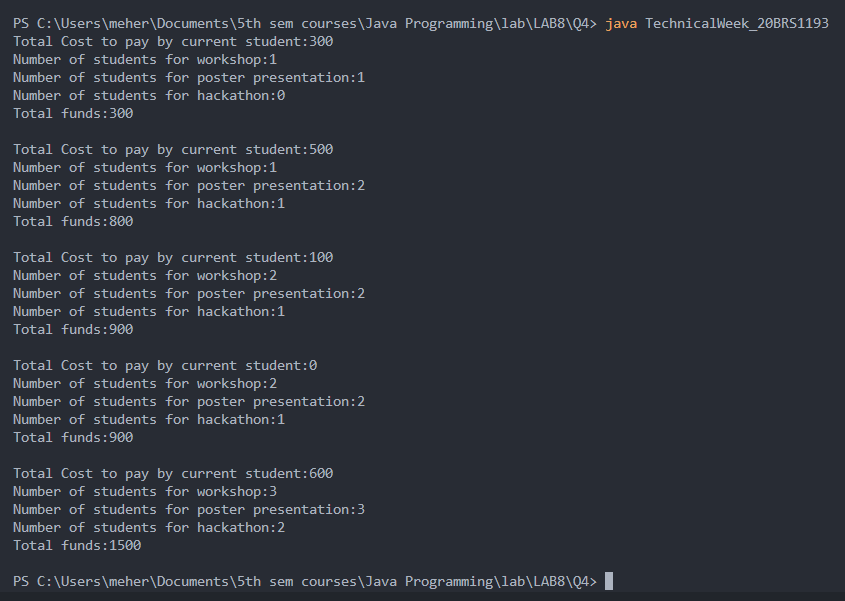 PS C:\Users\meher\Documents\5th sem courses\Java Programming\lab\LAB8\Q4> java TechnicalWeek_20BRS1193
Total Cost to pay by current student:300
Number of students for workshop:1
Number of students for poster presentation:1
Number of students for hackathon:0
Total funds:300

Total Cost to pay by current student:500
Number of students for workshop:1
Number of students for poster presentation:2
Number of students for hackathon:1
Total funds:800

Total Cost to pay by current student:100
Number of students for workshop:2
Number of students for poster presentation:2
Number of students for hackathon:1
Total funds:900

Total Cost to pay by current student:0
Number of students for workshop:2
Number of students for poster presentation:2
Number of students for hackathon:1
Total funds:900

Total Cost to pay by current student:600
Number of students for workshop:3
Number of students for poster presentation:3
Number of students for hackathon:2
Total funds:1500

PS C:\Users\meher\Documents\5th sem courses\Java Programming\lab\LAB8\Q4>